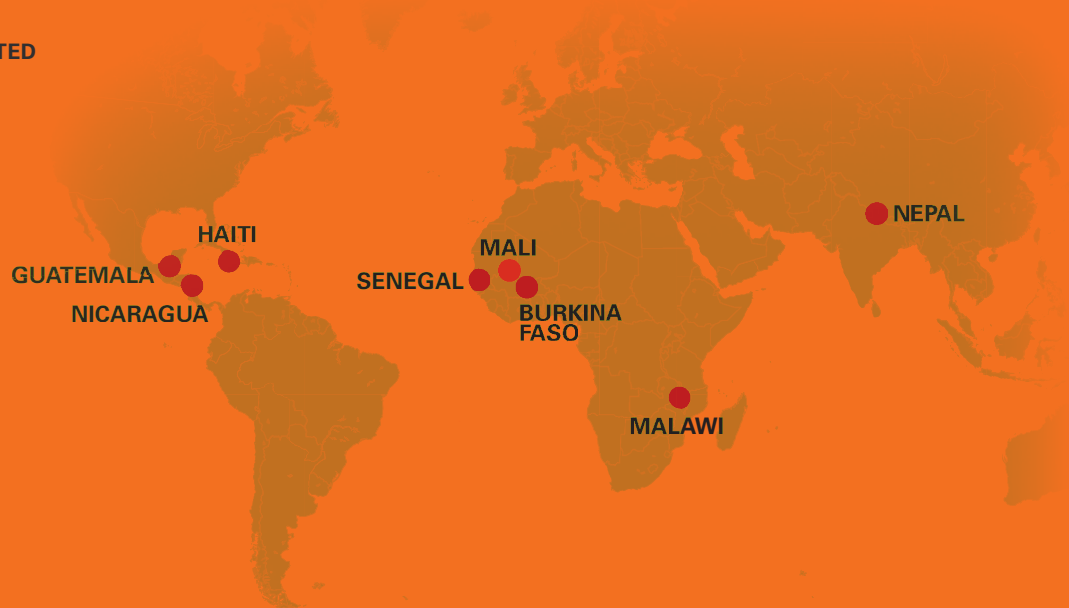 TED
HAITI
GUATEMALA
NICARAGUA
MALI
SENEGAL
BURKINA
FASO
NEPAL
MALAWI